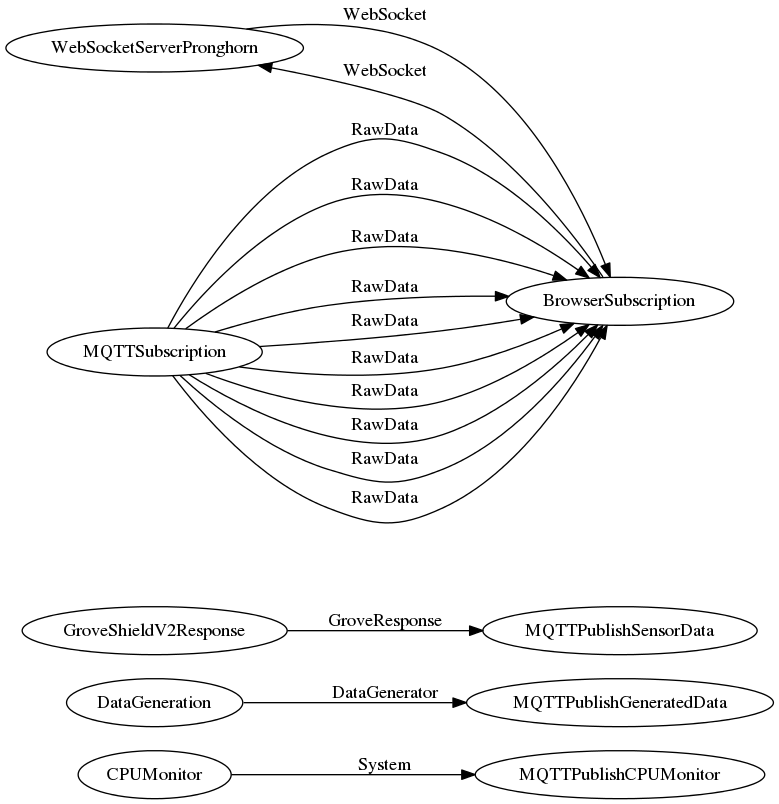 WebSocket
WebSocketServerPronghorn
WebSocket
RawData
RawData
RawData
RawData
BrowserSubscription
RawData
MQTTSubscription
RawData
RawData
RawData
RawData
RawData
GroveShieldV2Response
GroveResponse
MQTTPublishSensorData
DataGeneration
DataGenerator
MQTTPublishGeneratedData
CPUMonitor
System
MQTTPublishCPUMonitor